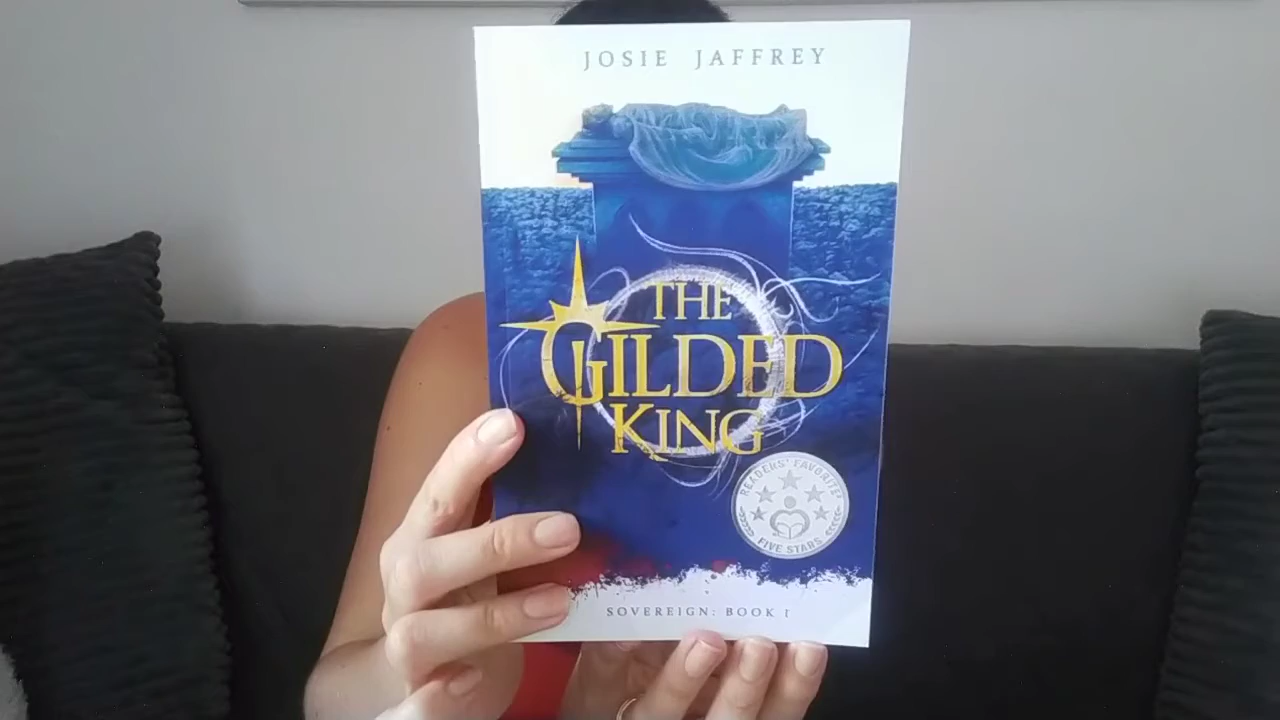 JOSIE JAFFREY
THE
GILDED
KING
READERS' FAVORITE
FIVE STARS
SOVEREIGN: BOOK I